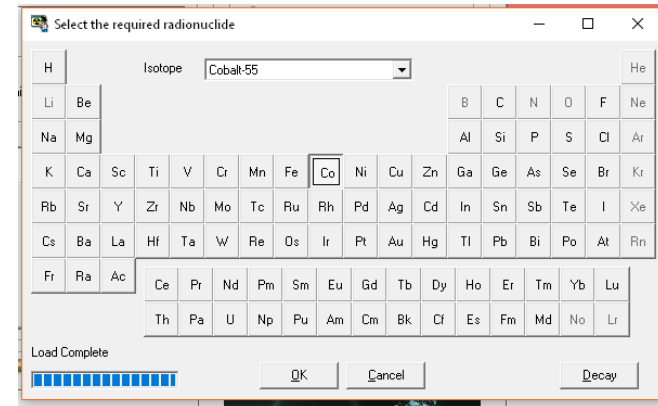 Select the required radionuclide
H Isotope Cobalt-55 He
Li Be B C N O F Ne
Na Mg Al Si P S Cl Ar
K Ca Sc Ti V Cr Mn Fe Co Ni Cu Zn Ga Ge As Se Br Kr
Rb Sr Y Zr Nb Mo Tc Ru Rh Pd Ag Cd In Sn Sb Te I Xe
Cs Ba La Hf Ta W Re Os Ir Pt Au Hg Tl Pb Bi Po At Rn
Fr Ra Ac Ce Pr Nd Pm Sm Eu Gd Tb Dy Ho Er Tm Yb Lu
Th Pa U Np Pu Am Cm Bk Cf Es Fm Md No Lr
Load Complete
OK Cancel Decay